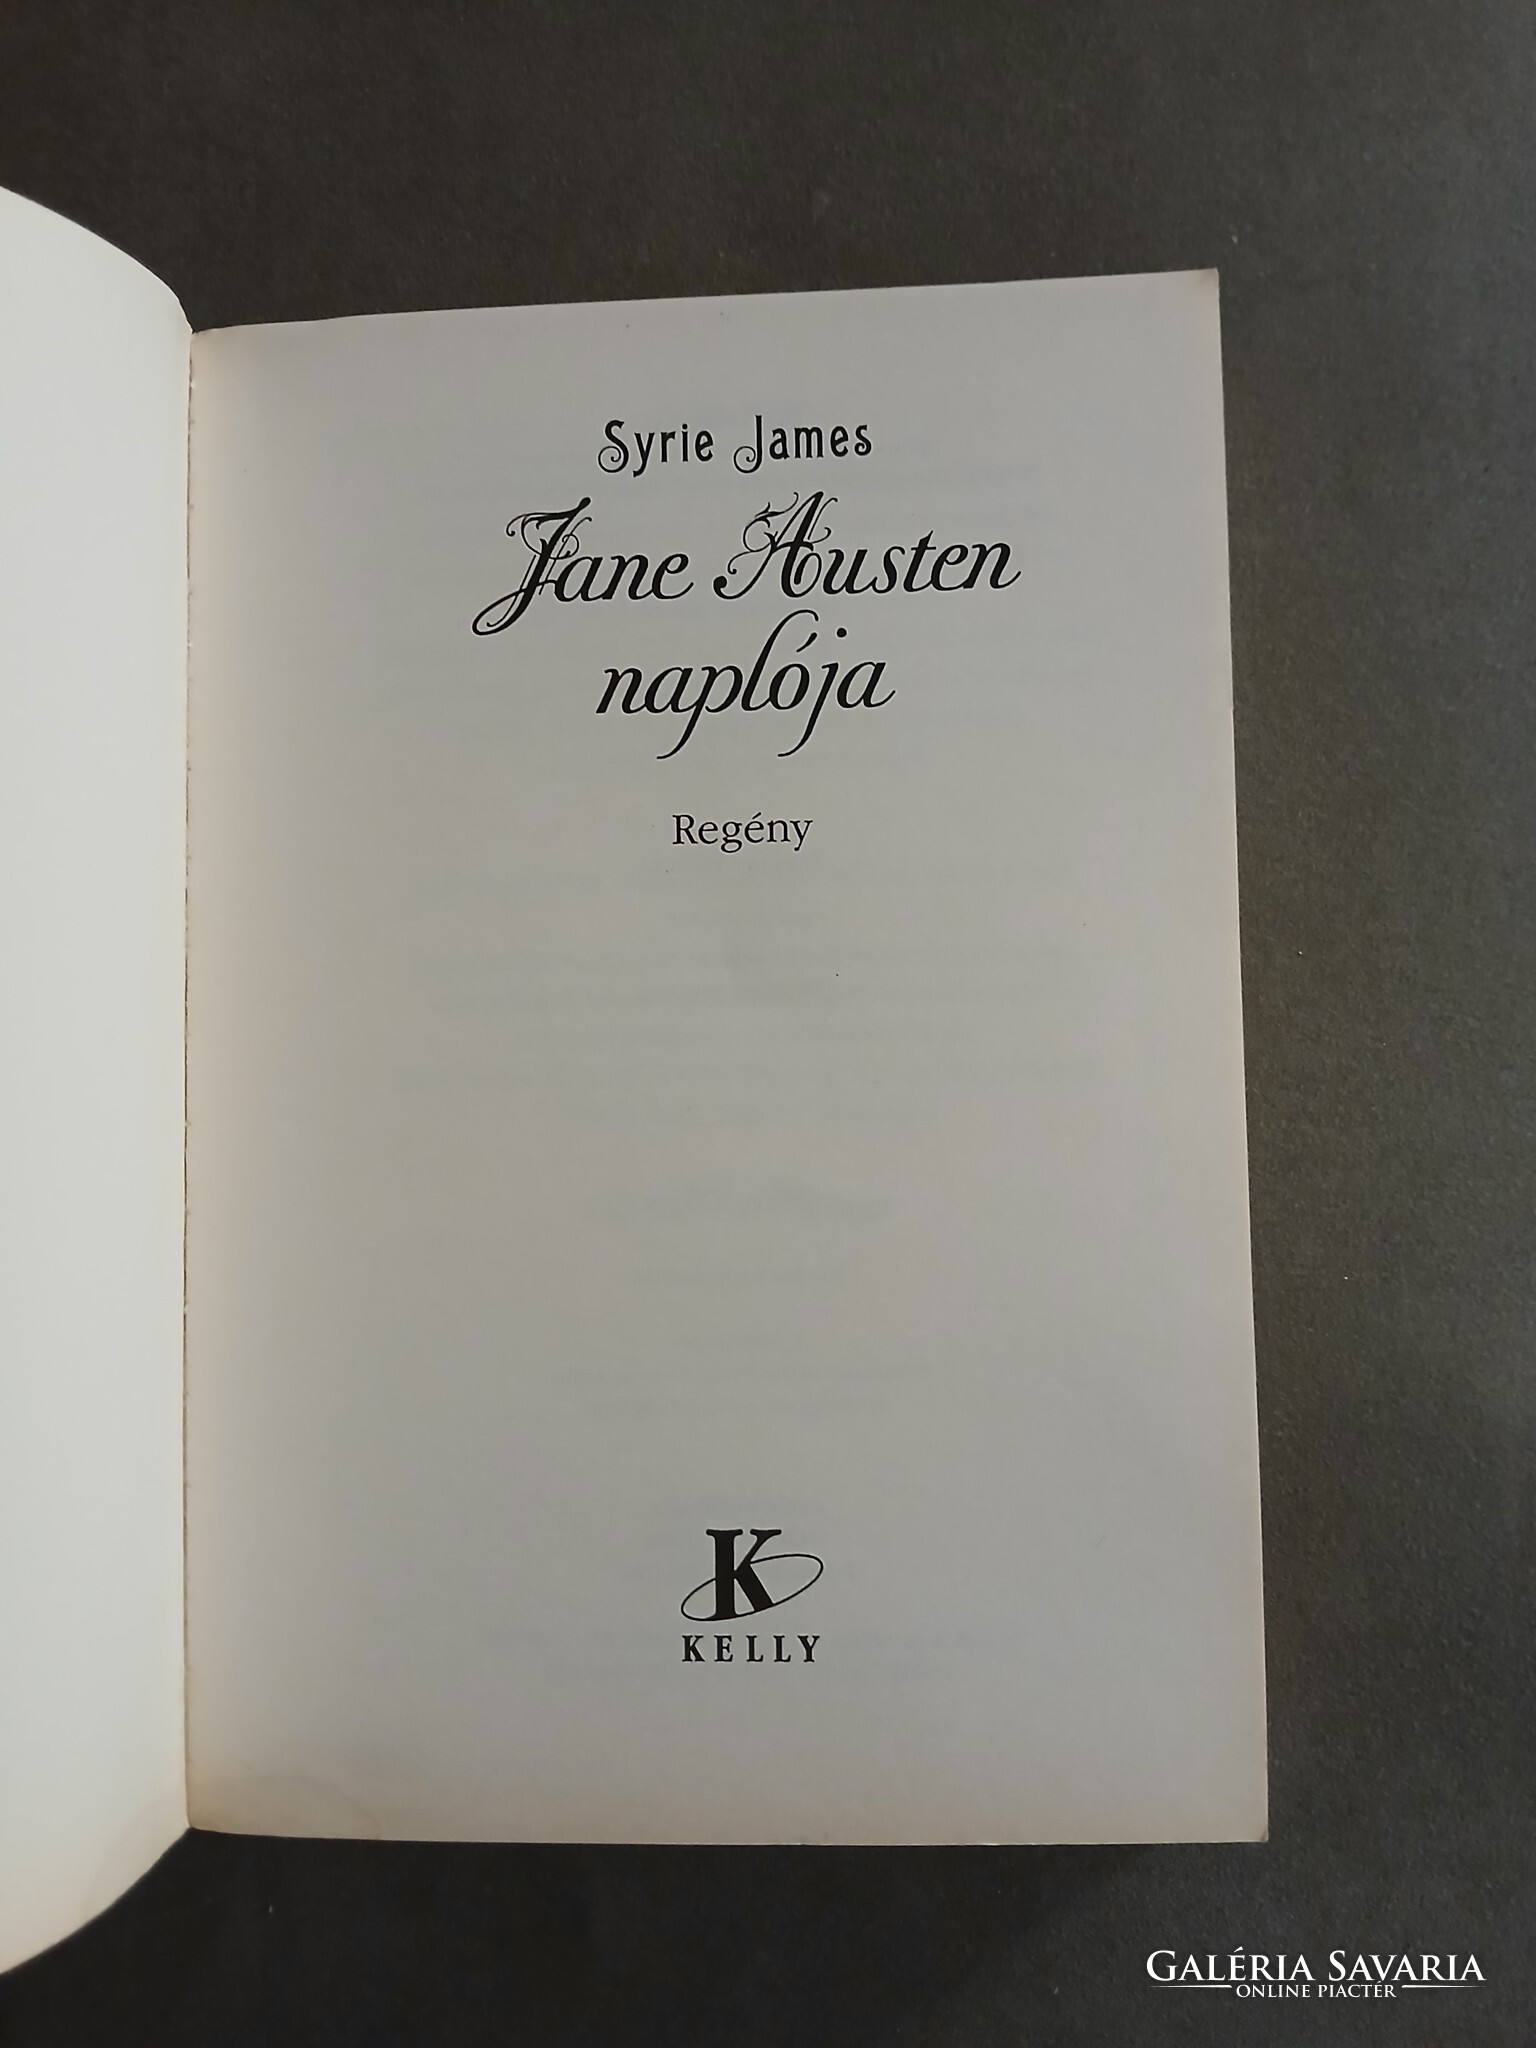 Syrie James
Jane Austen
naplója
Regény
K
KELLY
GALÉRIA SAVARIA
ONLINE PIACTÉR